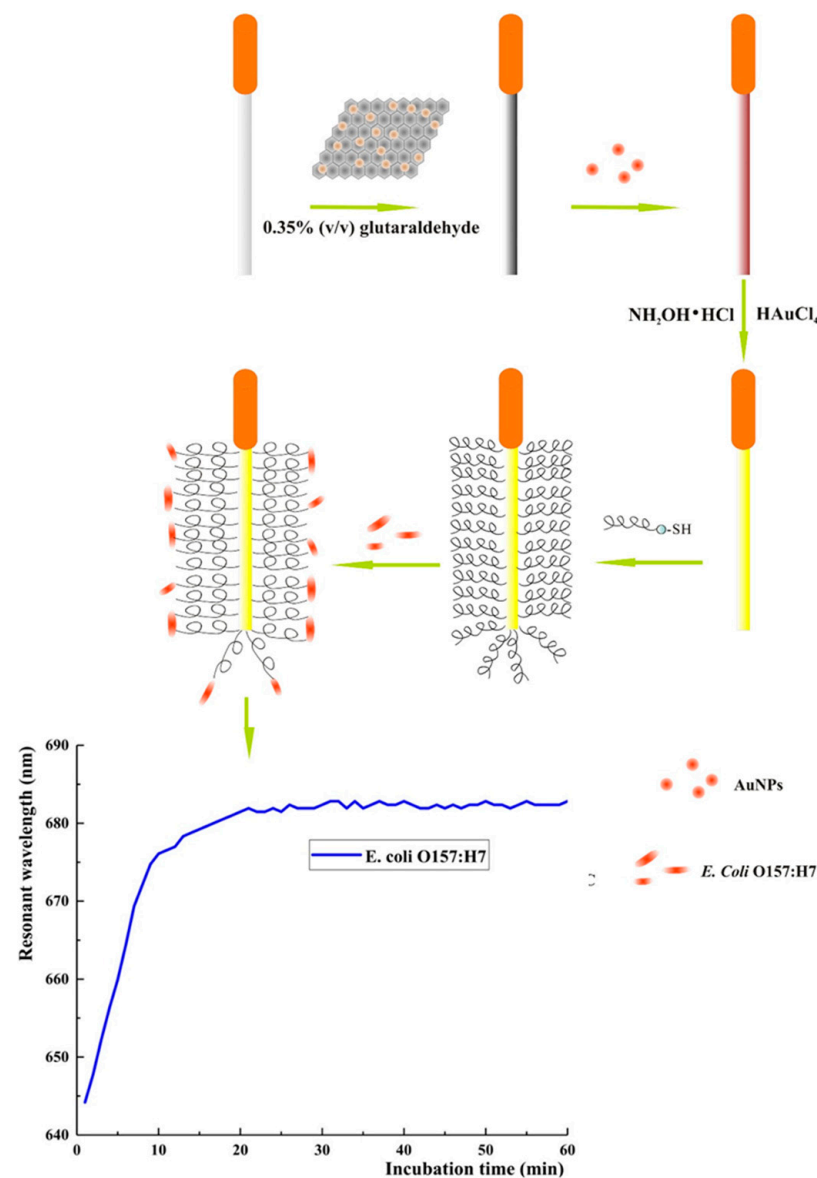 0.35% (v/v) glutaraldehyde
NH₂OH•HCl
HAuCl₄
-SH
Resonant wavelength (nm)
690
680
670
660
650
640
E. coli O157:H7
0
10
20
30
40
50
60
Incubation time (min)
AuNPs
E. Coli O157:H7